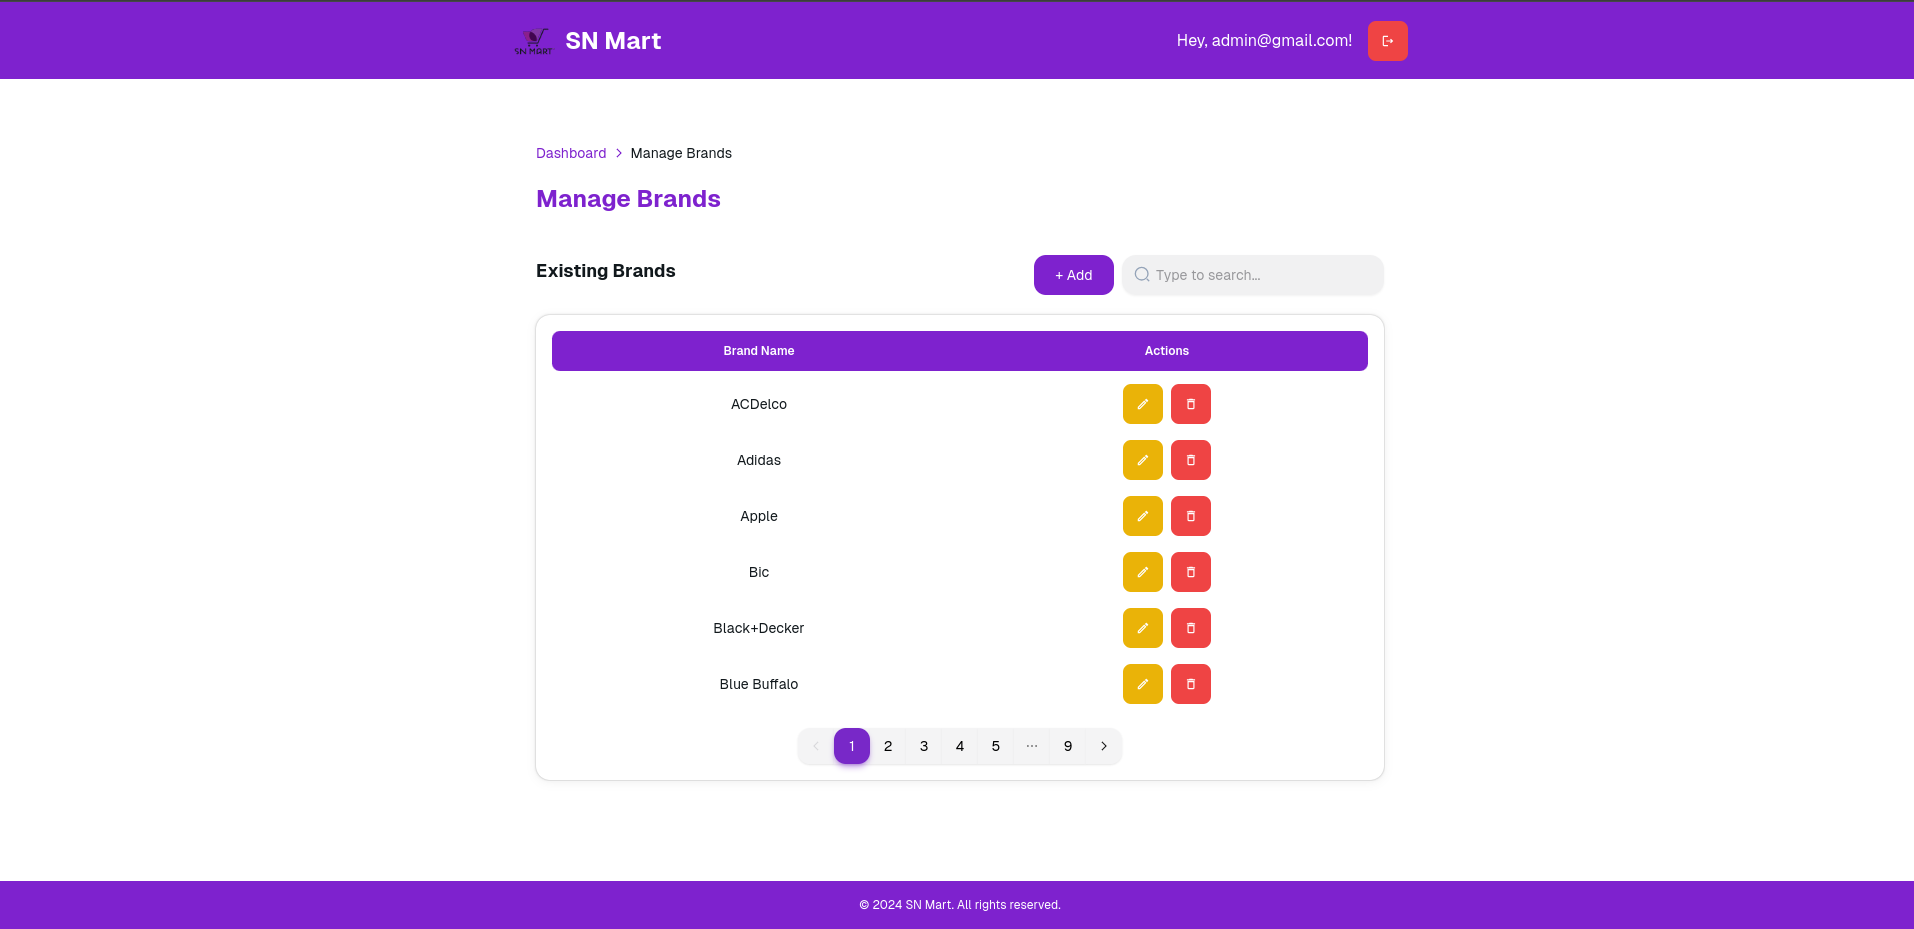 SN MART
SN Mart
Hey, admin@gmail.com!
Dashboard > Manage Brands
Manage Brands
Existing Brands
+ Add
Type to search...
Brand Name Actions
ACDelco
Adidas
Apple
Bic
Black+Decker
Blue Buffalo
1 2 3 4 5 ··· 9
© 2024 SN Mart. All rights reserved.